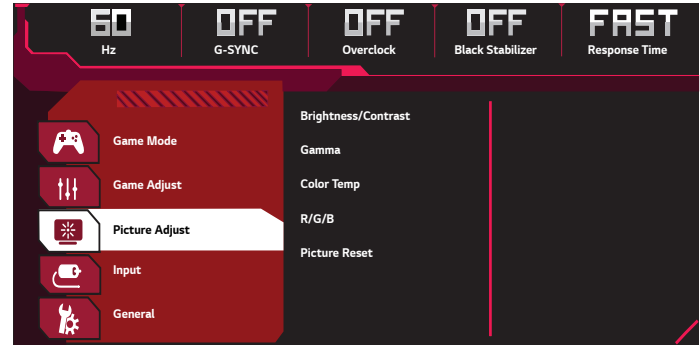 60 OFF OFF OFF FAST
Hz G-SYNC Overclock Black Stabilizer Response Time
Brightness/Contrast
Game Mode
Gamma
Game Adjust
Color Temp
R/G/B
Picture Adjust
Picture Reset
Input
General